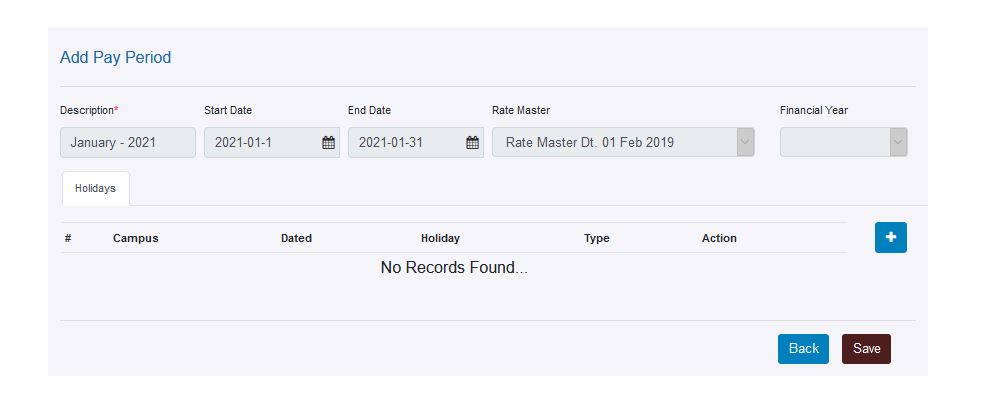 Add Pay Period
Description* Start Date End Date Rate Master Financial Year
January - 2021 2021-01-1 2021-01-31 Rate Master Dt. 01 Feb 2019
Holidays
# Campus Dated Holiday Type Action
No Records Found...
Back Save